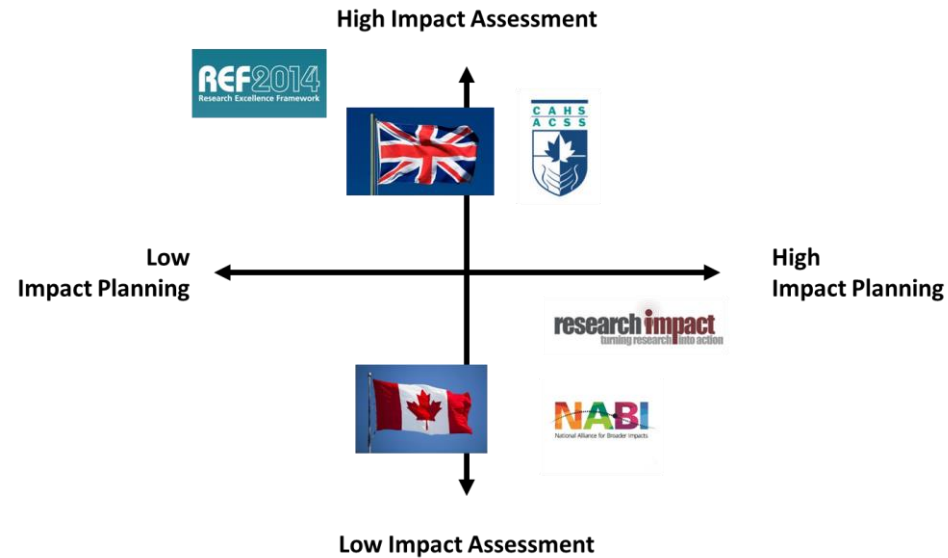 High Impact Assessment
REF2014
Research Excellence Framework
CAHS
ACSS
Low
Impact Planning
High
Impact Planning
researchimpact
turning research into action
NABI
National Alliance for Broader Impacts
Low Impact Assessment